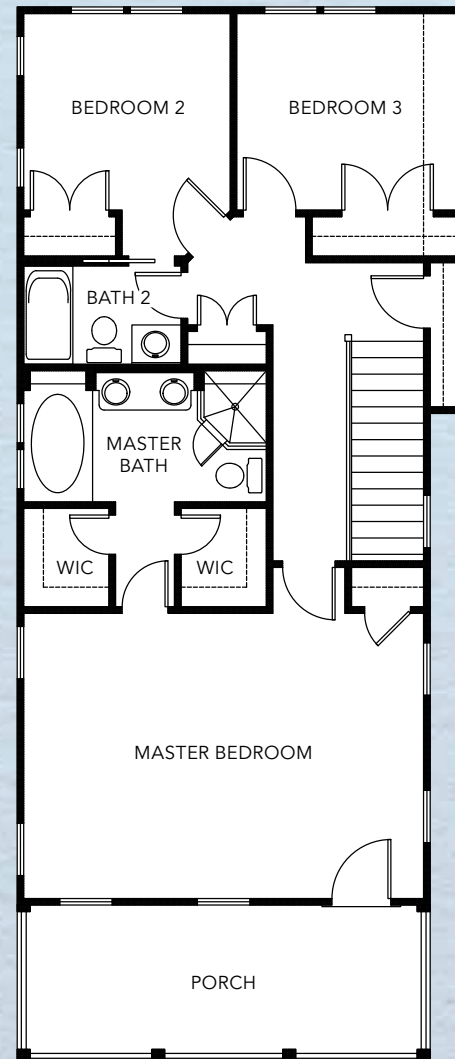 BEDROOM 2
BEDROOM 3
BATH 2
MASTER
BATH
WIC
WIC
MASTER BEDROOM
PORCH